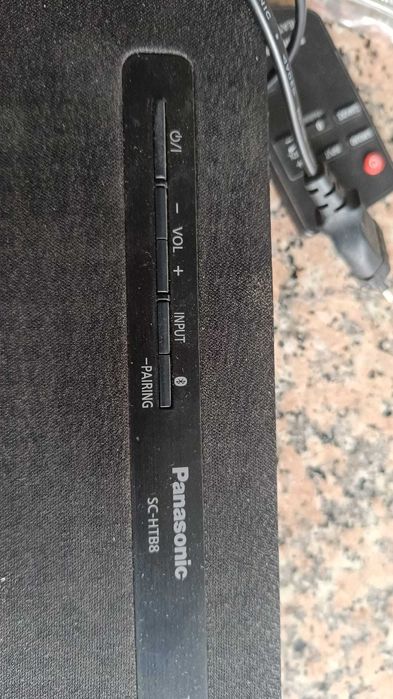 ⏻/I
− VOL +
INPUT
−PAIRING
Panasonic
SC-HTB8